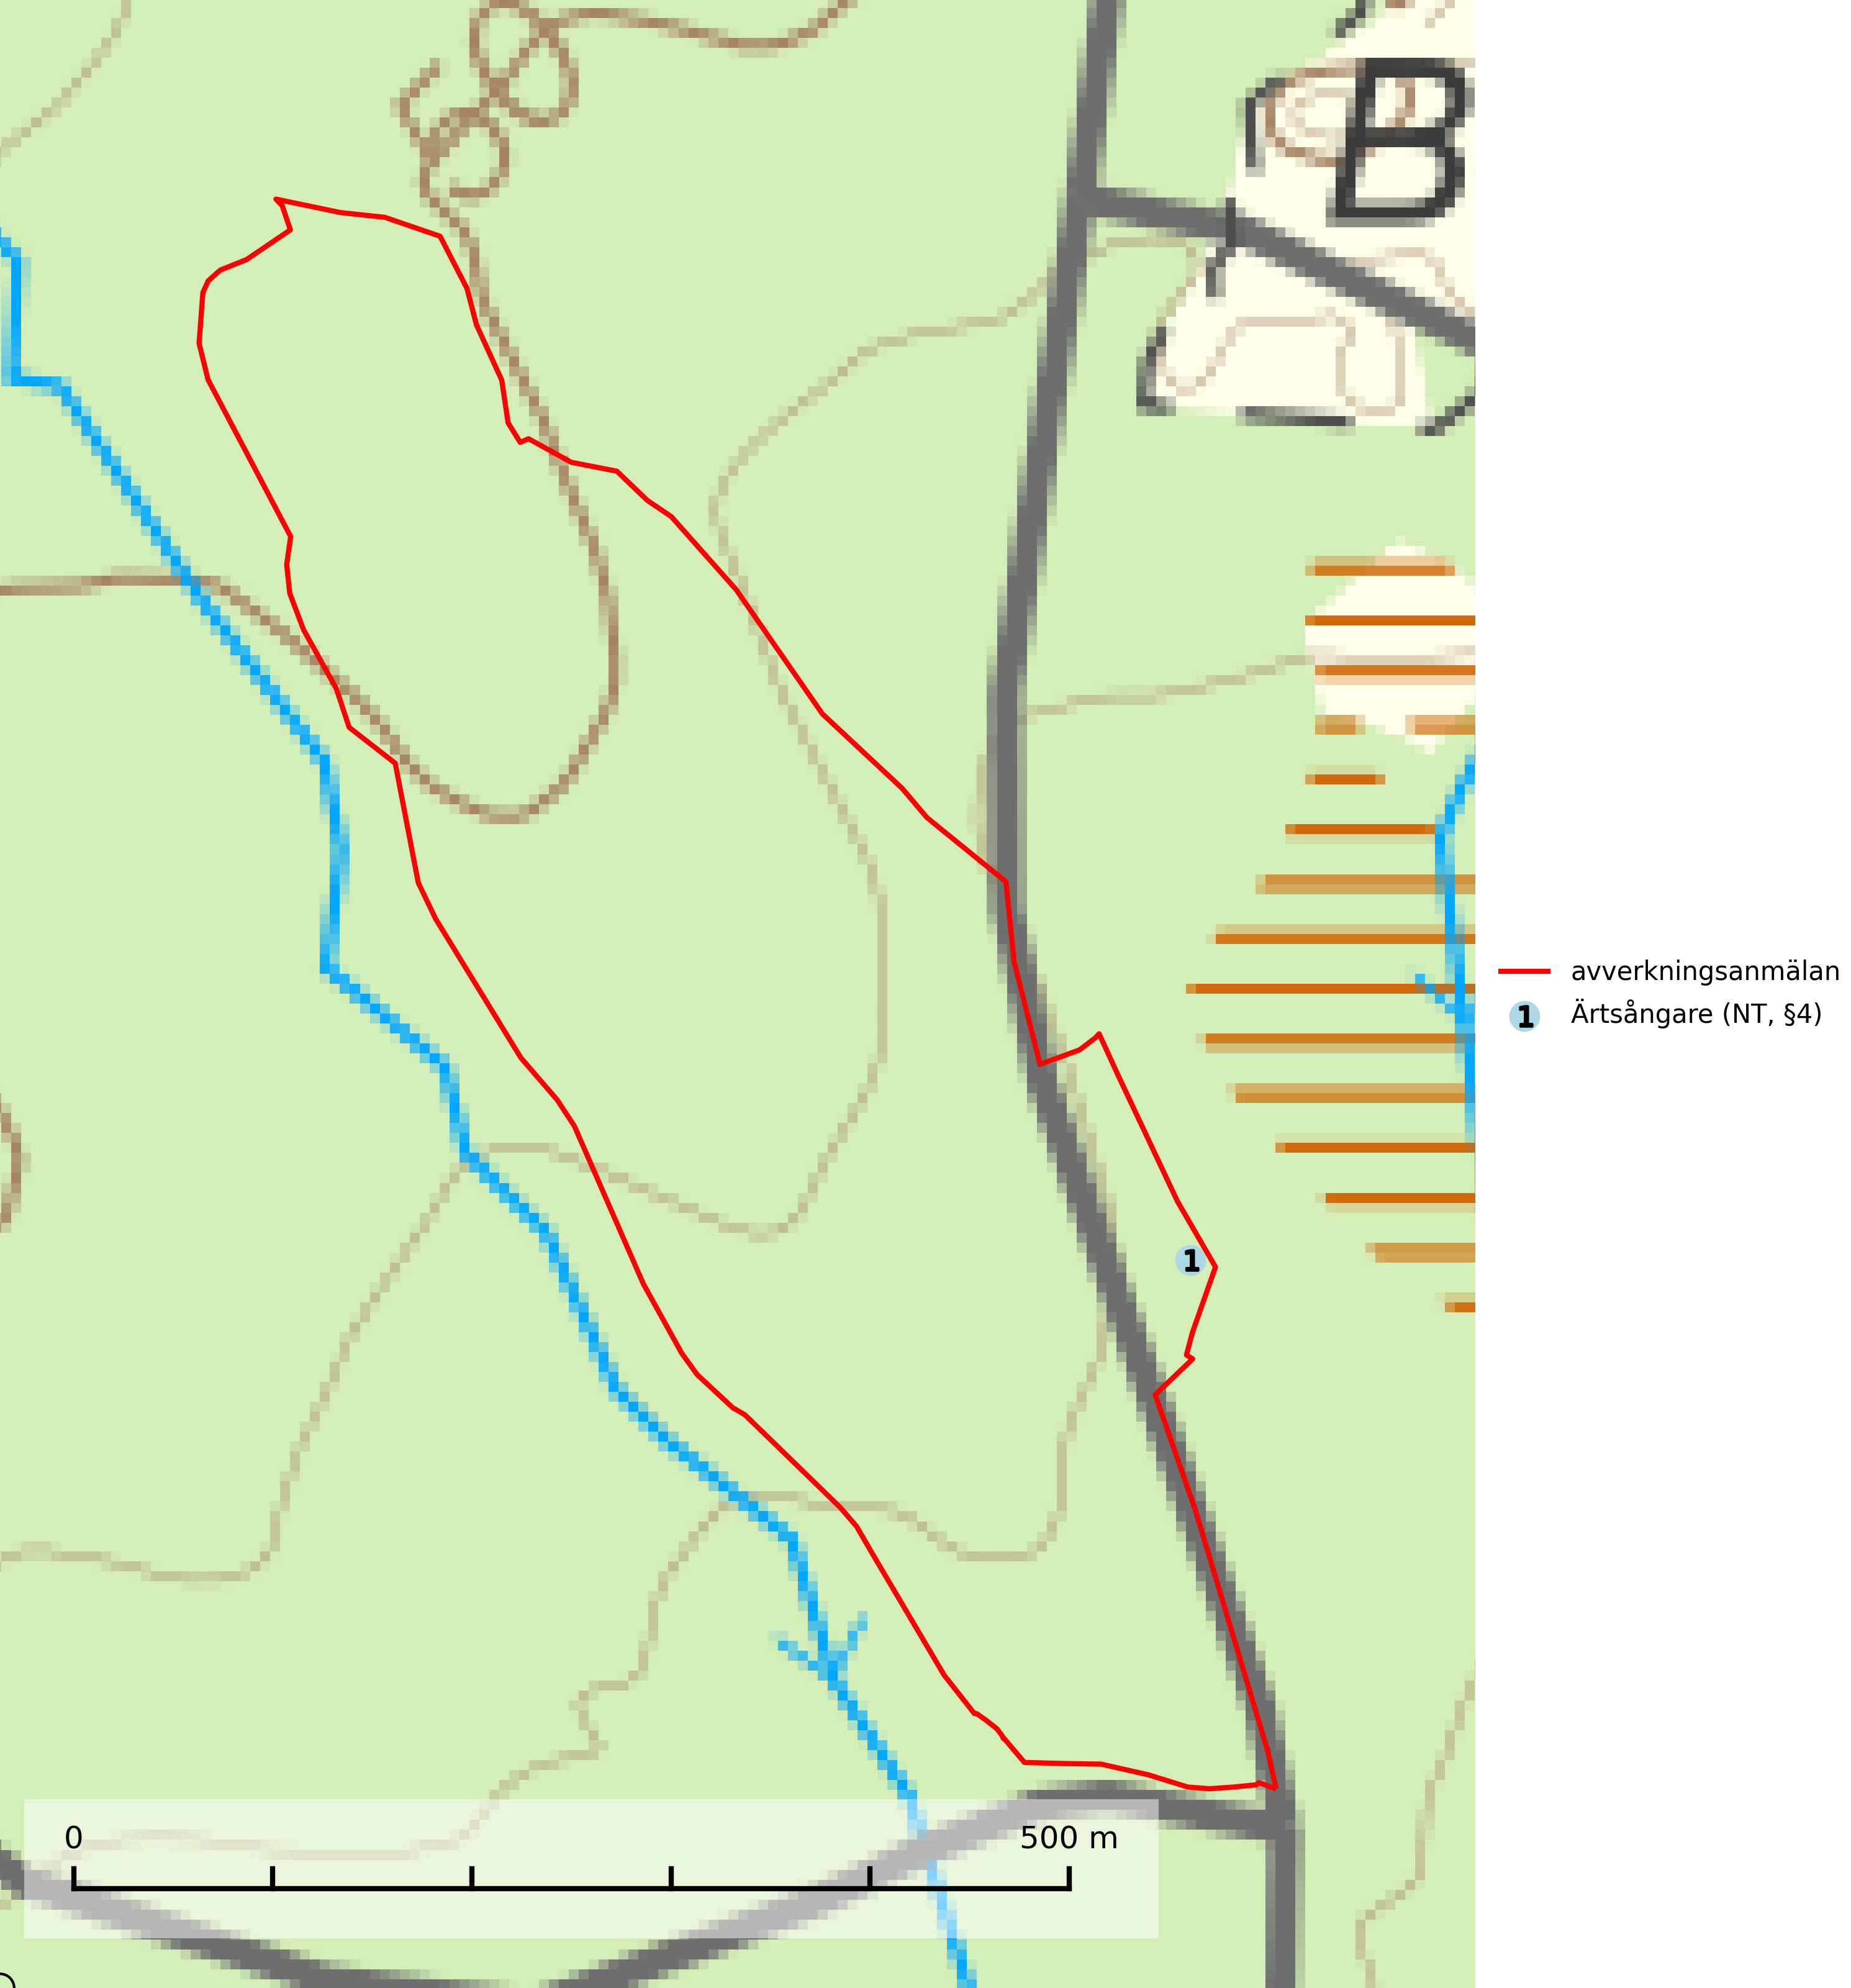 B
avverkningsanmälan
1 Ärtsångare (NT, §4)
1
0 500 m